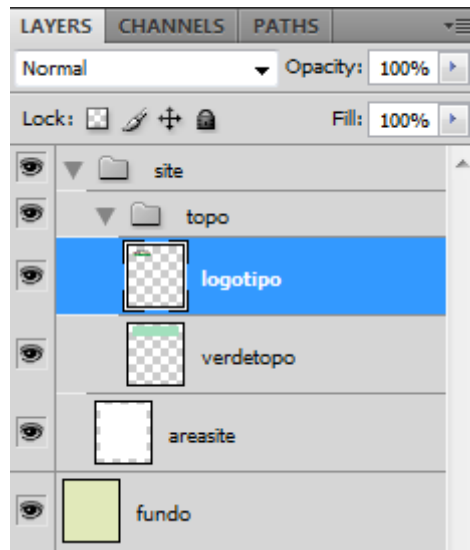 LAYERS CHANNELS PATHS
Normal Opacity: 100%
Lock: Fill: 100%
site
topo
logotipo
verdetopo
areasite
fundo